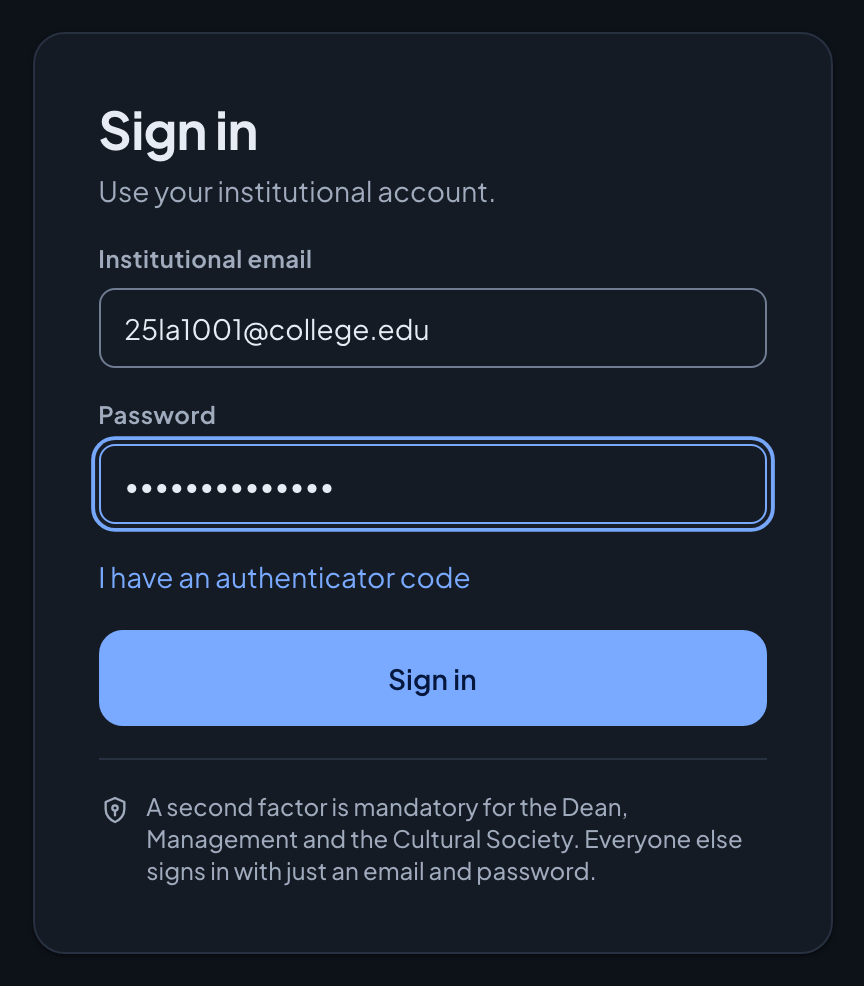 Sign in
Use your institutional account.
Institutional email
25la1001@college.edu
Password
••••••••••••••
I have an authenticator code
Sign in
A second factor is mandatory for the Dean,
Management and the Cultural Society. Everyone else
signs in with just an email and password.